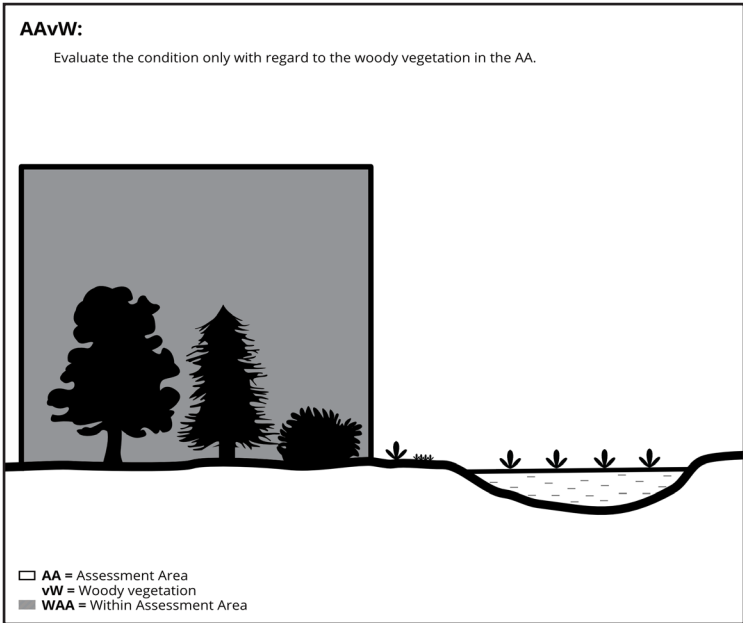 AAvW:
Evaluate the condition only with regard to the woody vegetation in the AA.
AA = Assessment Area
vW = Woody vegetation
WAA = Within Assessment Area